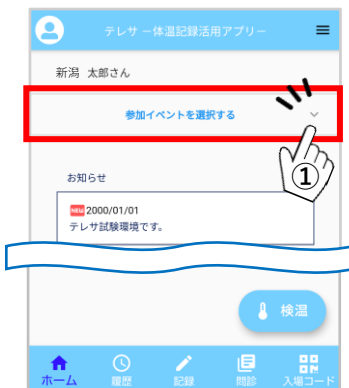 テレサ －体温記録活用アプリ－
新潟 太郎さん
参加イベントを選択する
①
お知らせ
NEW 2000/01/01
テレサ試験環境です。
検温
ホーム 履歴 記録 問診 入場コード